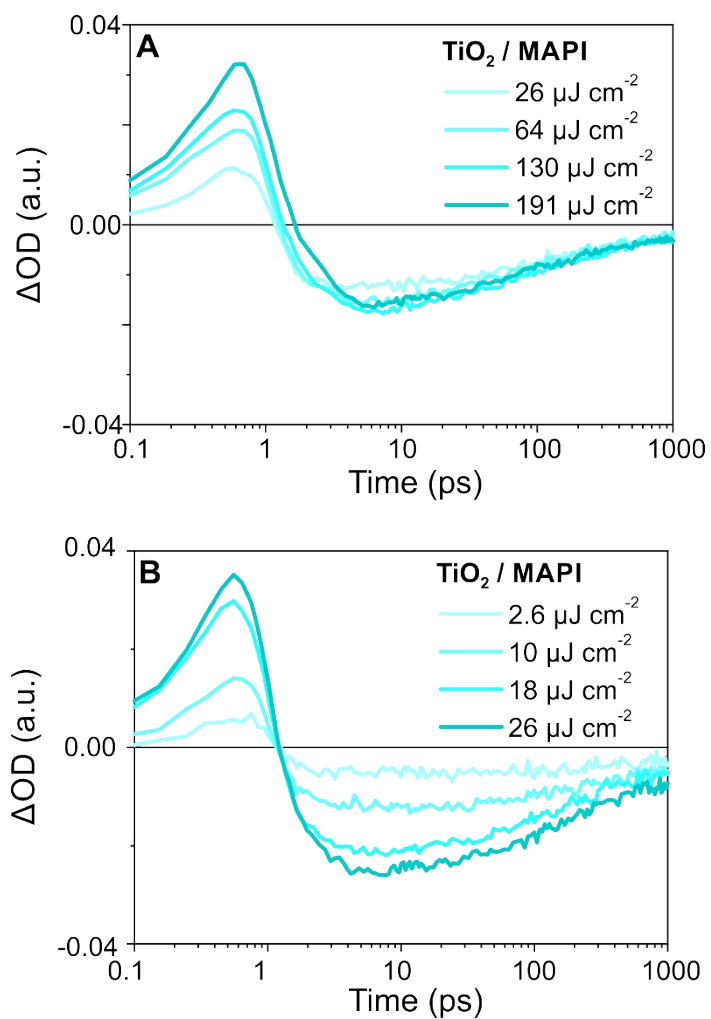 A
TiO₂ / MAPI
26 µJ cm⁻²
64 µJ cm⁻²
130 µJ cm⁻²
191 µJ cm⁻²
0.04
0.00
-0.04
ΔOD (a.u.)
0.1 1 10 100 1000
Time (ps)
B
TiO₂ / MAPI
2.6 µJ cm⁻²
10 µJ cm⁻²
18 µJ cm⁻²
26 µJ cm⁻²
0.04
0.00
-0.04
ΔOD (a.u.)
0.1 1 10 100 1000
Time (ps)